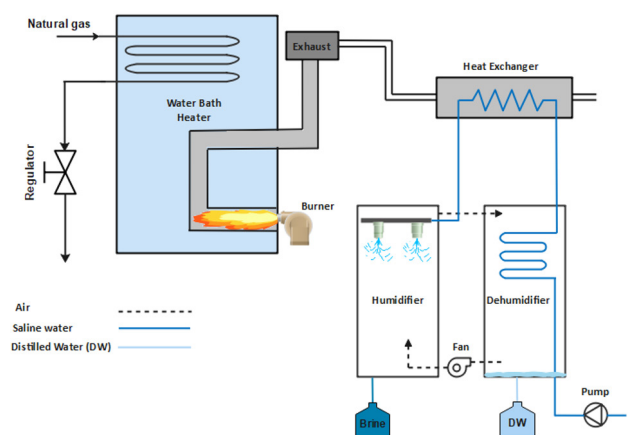 Natural gas
Exhaust
Heat Exchanger
Water Bath
Heater
Regulator
Burner
Humidifier
Dehumidifier
Air
Saline water
Distilled Water (DW)
Fan
Pump
Brine
DW